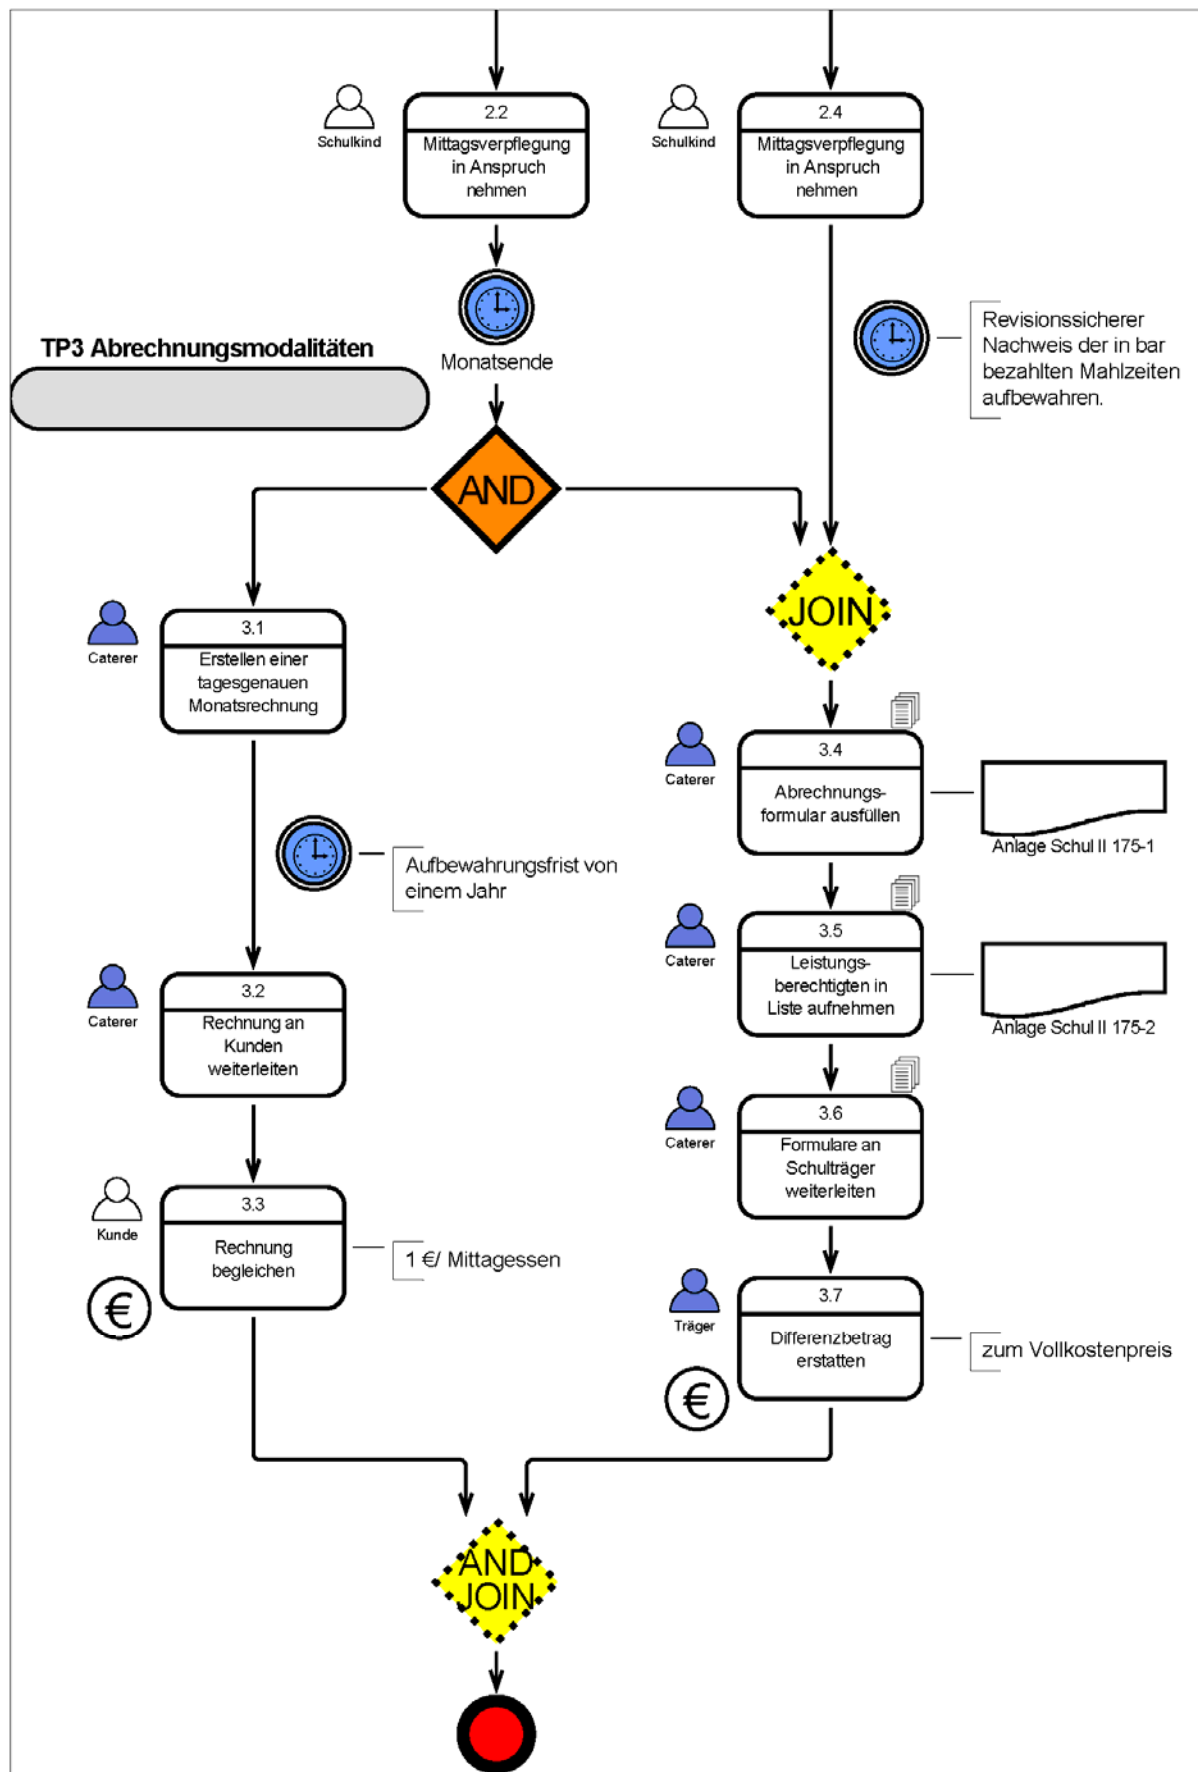 2.2
Schulkind
Mittagsverpflegung
in Anspruch
nehmen
2.4
Schulkind
Mittagsverpflegung
in Anspruch
nehmen
Monatsende
Revisionssicherer
Nachweis der in bar
bezahlten Mahlzeiten
aufbewahren.
TP3 Abrechnungsmodalitäten
AND
JOIN
3.1
Caterer
Erstellen einer
tagesgenauen
Monatsrechnung
3.4
Caterer
Abrechnungs-
formular ausfüllen
Anlage Schul II 175-1
Aufbewahrungsfrist von
einem Jahr
3.5
Caterer
Leistungs-
berechtigten in
Liste aufnehmen
Anlage Schul II 175-2
3.2
Caterer
Rechnung an
Kunden
weiterleiten
3.6
Caterer
Formulare an
Schulträger
weiterleiten
3.3
Kunde
Rechnung
begleichen
€
1 €/ Mittagessen
3.7
Träger
Differenzbetrag
erstatten
€
zum Vollkostenpreis
AND
JOIN